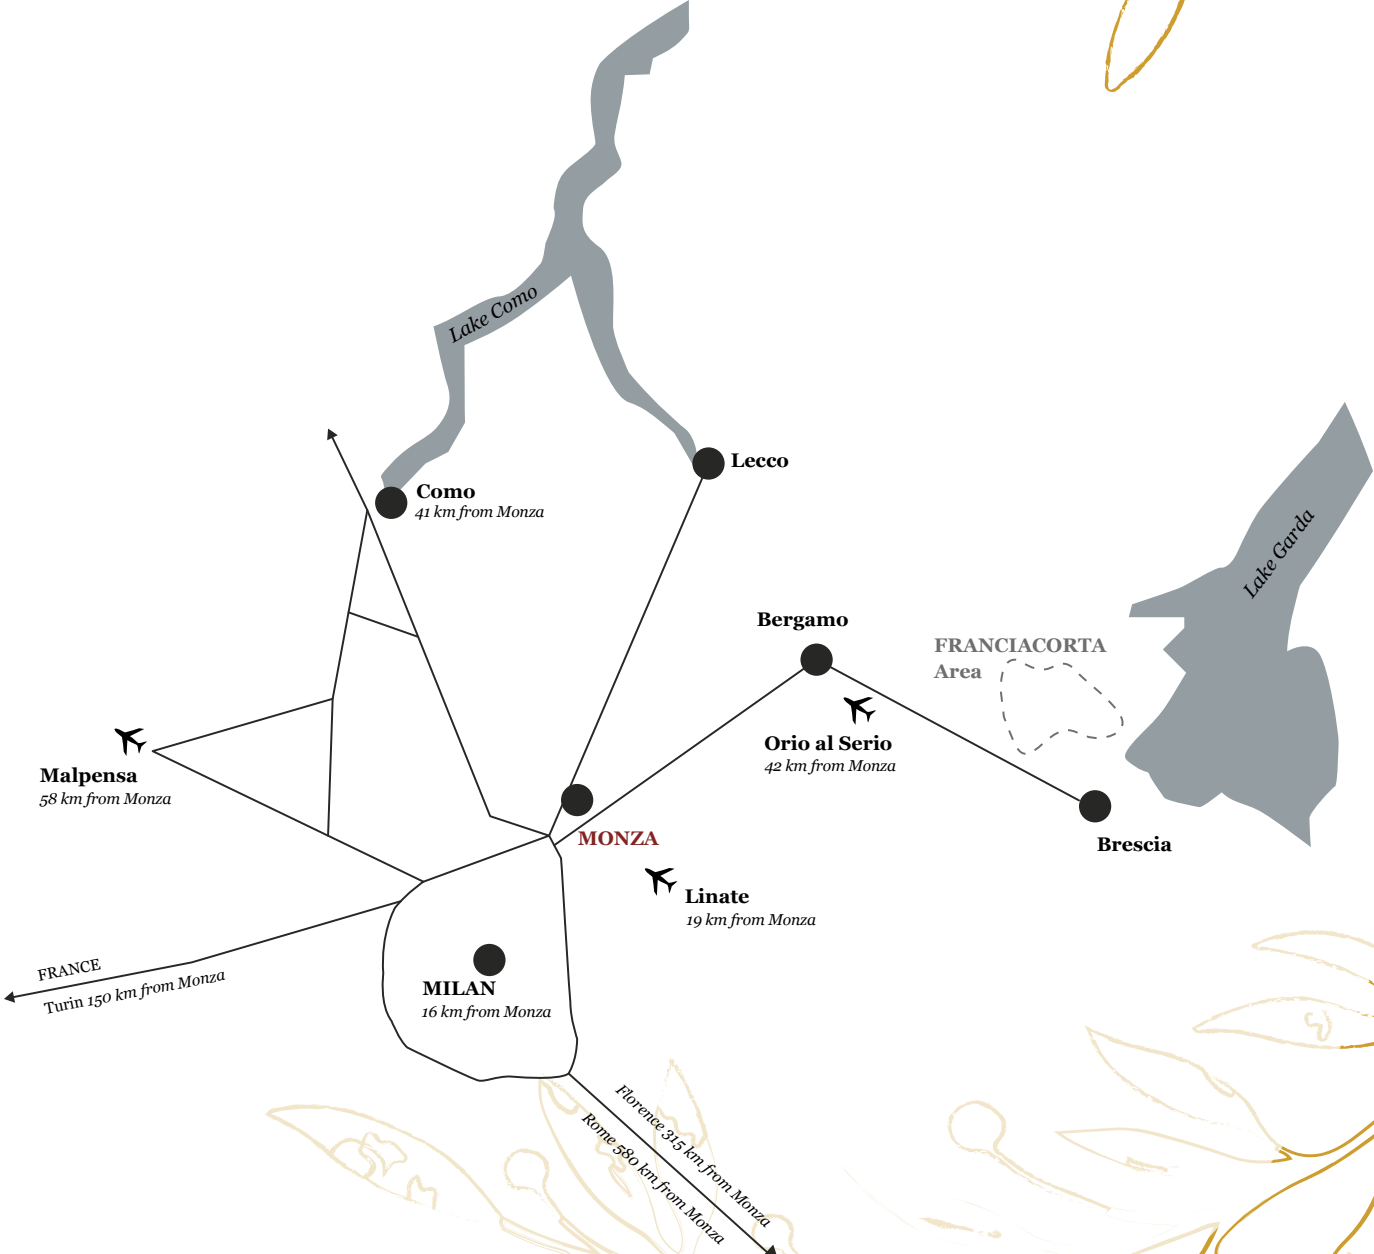 Lake Como
Lecco
Como
41 km from Monza
Lake Garda
Bergamo
FRANCIACORTA
Area
Orio al Serio
42 km from Monza
Malpensa
58 km from Monza
MONZA
Brescia
Linate
19 km from Monza
FRANCE
Turin 150 km from Monza
MILAN
16 km from Monza
Florence 315 km from Monza
Rome 580 km from Monza